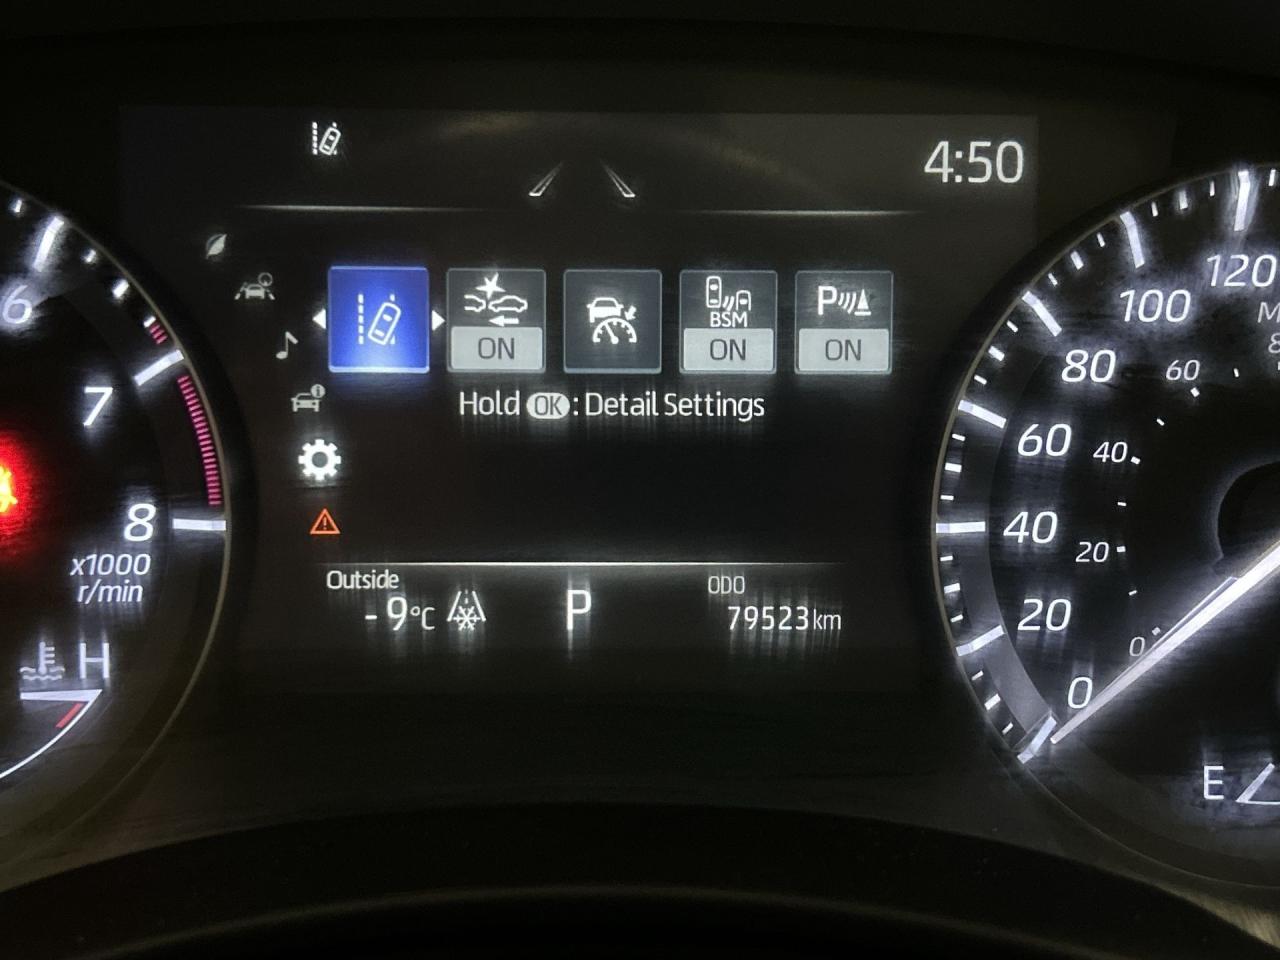 4:50
ON
BSM
ON
P
ON
Hold OK : Detail Settings
Outside
-9°C
P
ODO
79523km
6
7
8
x1000
r/min
H
120
100
80
60
40
20
0
60
40
20
0
E